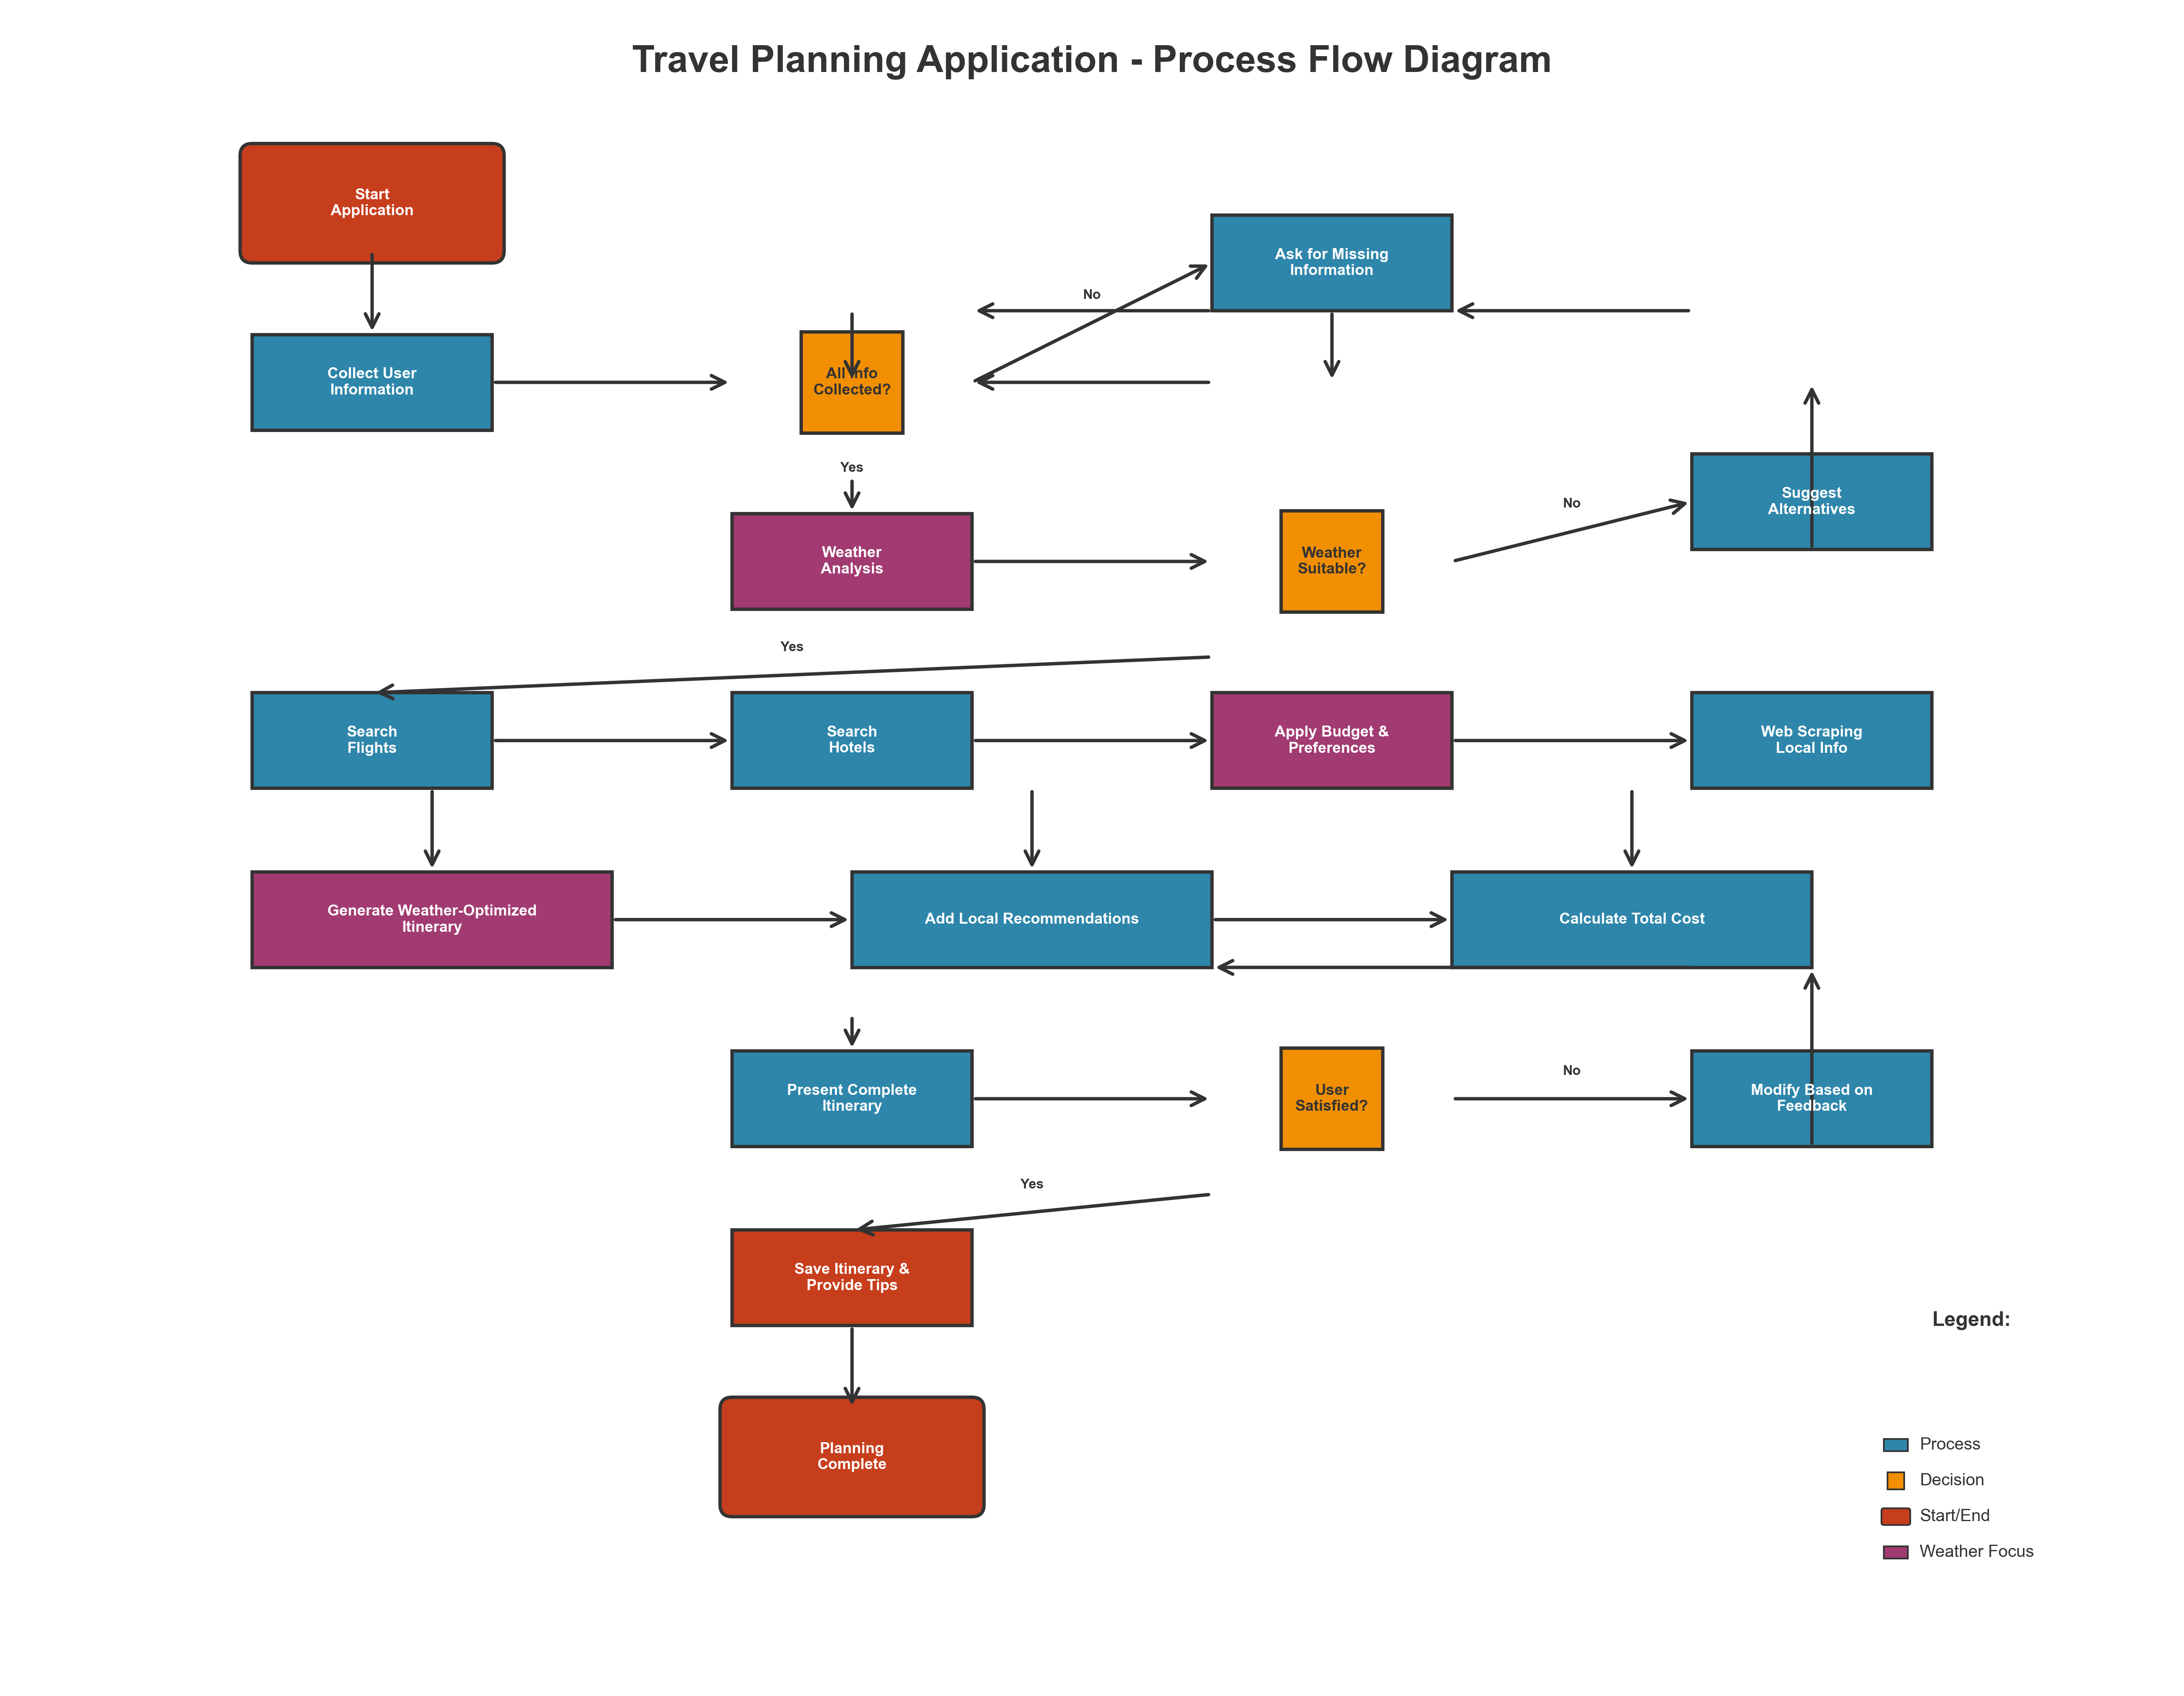 Travel Planning Application - Process Flow Diagram
Start
Application
Ask for Missing
Information
No
Collect User
Information
All Info
Collected?
Yes
Suggest
Alternatives
No
Weather
Analysis
Weather
Suitable?
Yes
Search
Flights
Search
Hotels
Apply Budget &
Preferences
Web Scraping
Local Info
Generate Weather-Optimized
Itinerary
Add Local Recommendations
Calculate Total Cost
Present Complete
Itinerary
User
Satisfied?
No
Modify Based on
Feedback
Yes
Save Itinerary &
Provide Tips
Legend:
Planning
Complete
Process
Decision
Start/End
Weather Focus